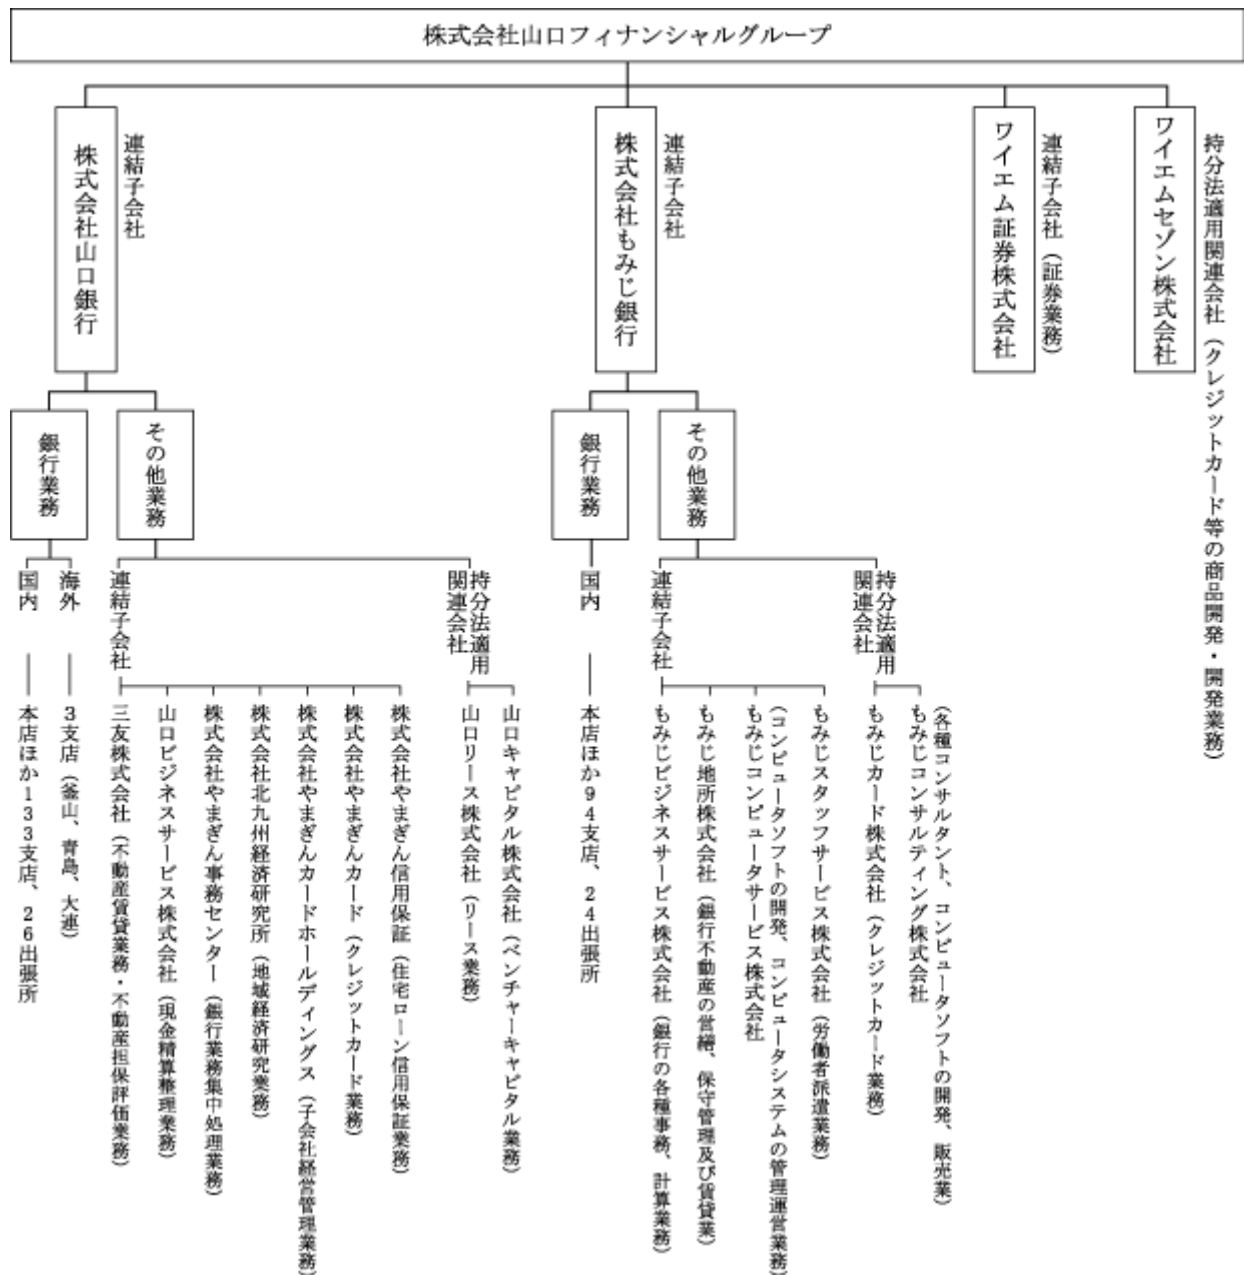 株式会社山口フィナンシャルグループ
株式会社山口銀行
連結子会社
銀行業務
国内
本店ほか133支店、26出張所
海外
3支店（釜山、青島、大連）
その他業務
連結子会社
三友株式会社（不動産賃貸業務・不動産担保評価業務）
山口ビジネスサービス株式会社（現金精算整理業務）
株式会社やまぎん事務センター（銀行業務集中処理業務）
株式会社北九州経済研究所（地域経済研究業務）
株式会社やまぎんカードホールディングス（子会社経営管理業務）
株式会社やまぎんカード（クレジットカード業務）
株式会社やまぎん信用保証（住宅ローン信用保証業務）
持分法適用
関連会社
山口リース株式会社（リース業務）
山口キャピタル株式会社（ベンチャーキャピタル業務）
株式会社もみじ銀行
連結子会社
銀行業務
国内
本店ほか94支店、24出張所
その他業務
連結子会社
もみじビジネスサービス株式会社（銀行の各種事務、計算業務）
もみじ地所株式会社（銀行不動産の営繕、保守管理及び賃貸業）
もみじコンピュータサービス株式会社
（コンピュータソフトの開発、コンピュータシステムの管理運営業務）
もみじスタッフサービス株式会社（労働者派遣業務）
持分法適用
関連会社
もみじカード株式会社（クレジットカード業務）
もみじコンサルティング株式会社
（各種コンサルタント、コンピュータソフトの開発、販売業）
ワイエム証券株式会社
連結子会社（証券業務）
ワイエムセゾン株式会社
持分法適用関連会社（クレジットカード等の商品開発・開発業務）